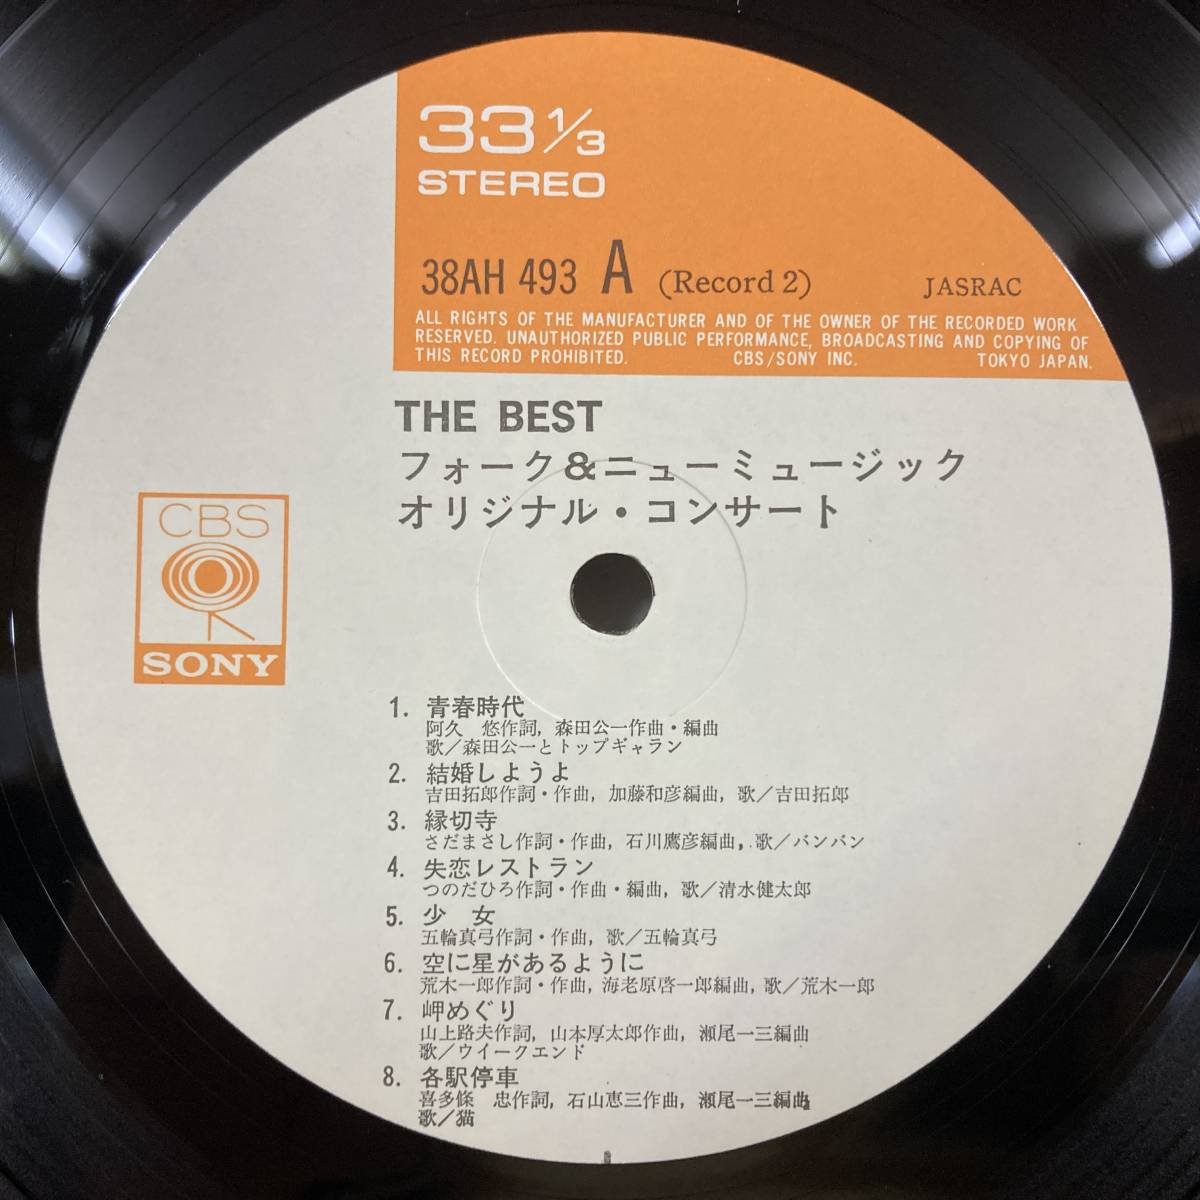 33 1/3
STEREO
38AH 493 A (Record 2) JASRAC
ALL RIGHTS OF THE MANUFACTURER AND OF THE OWNER OF THE RECORDED WORK
RESERVED. UNAUTHORIZED PUBLIC PERFORMANCE, BROADCASTING AND COPYING OF
THIS RECORD PROHIBITED. CBS/SONY INC. TOKYO JAPAN.
THE BEST
フォーク&ニューミュージック
オリジナル・コンサート
CBS
SONY
1. 青春時代
阿久 悠作詞, 森田公一作曲・編曲
歌/森田公一とトップギャラン
2. 結婚しようよ
吉田拓郎作詞・作曲, 加藤和彦編曲, 歌/吉田拓郎
3. 縁切寺
さだまさし作詞・作曲, 石川鷹彦編曲, 歌/バンバン
4. 失恋レストラン
つのだひろ作詞・作曲・編曲, 歌/清水健太郎
5. 少 女
五輪真弓作詞・作曲, 歌/五輪真弓
6. 空に星があるように
荒木一郎作詞・作曲, 海老原啓一郎編曲, 歌/荒木一郎
7. 岬めぐり
山上路夫作詞, 山本厚太郎作曲, 瀬尾一三編曲
歌/ウイークエンド
8. 各駅停車
喜多條 忠作詞, 石山恵三作曲, 瀬尾一三編曲
歌/猫